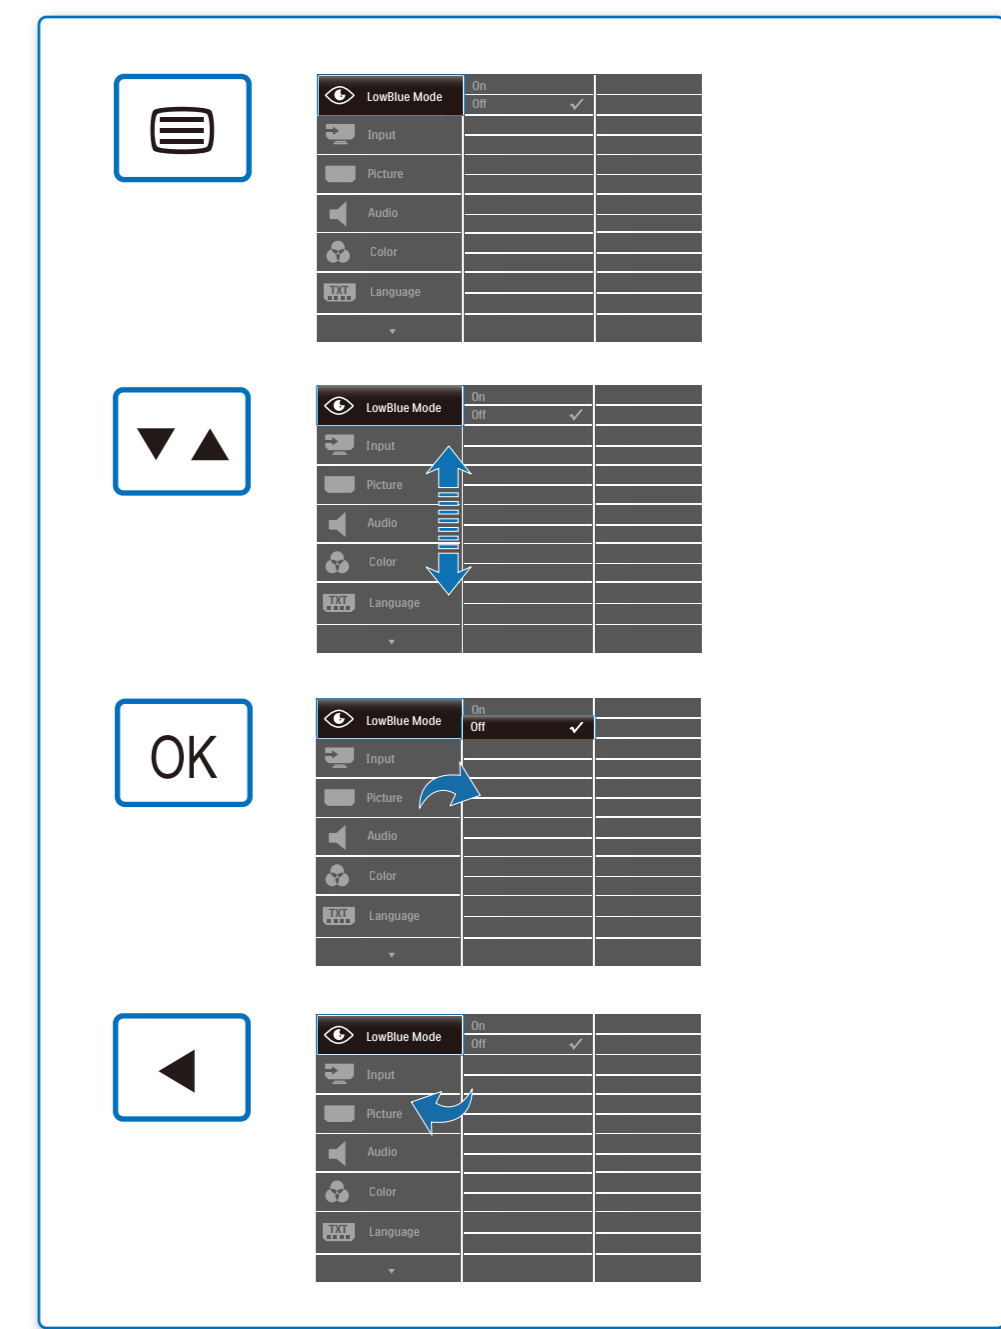 LowBlue Mode
On
Off
Input
Picture
Audio
Color
TXT
Language
LowBlue Mode
On
Off
Input
Picture
Audio
Color
TXT
Language
OK
LowBlue Mode
On
Off
Input
Picture
Audio
Color
TXT
Language
LowBlue Mode
On
Off
Input
Picture
Audio
Color
TXT
Language